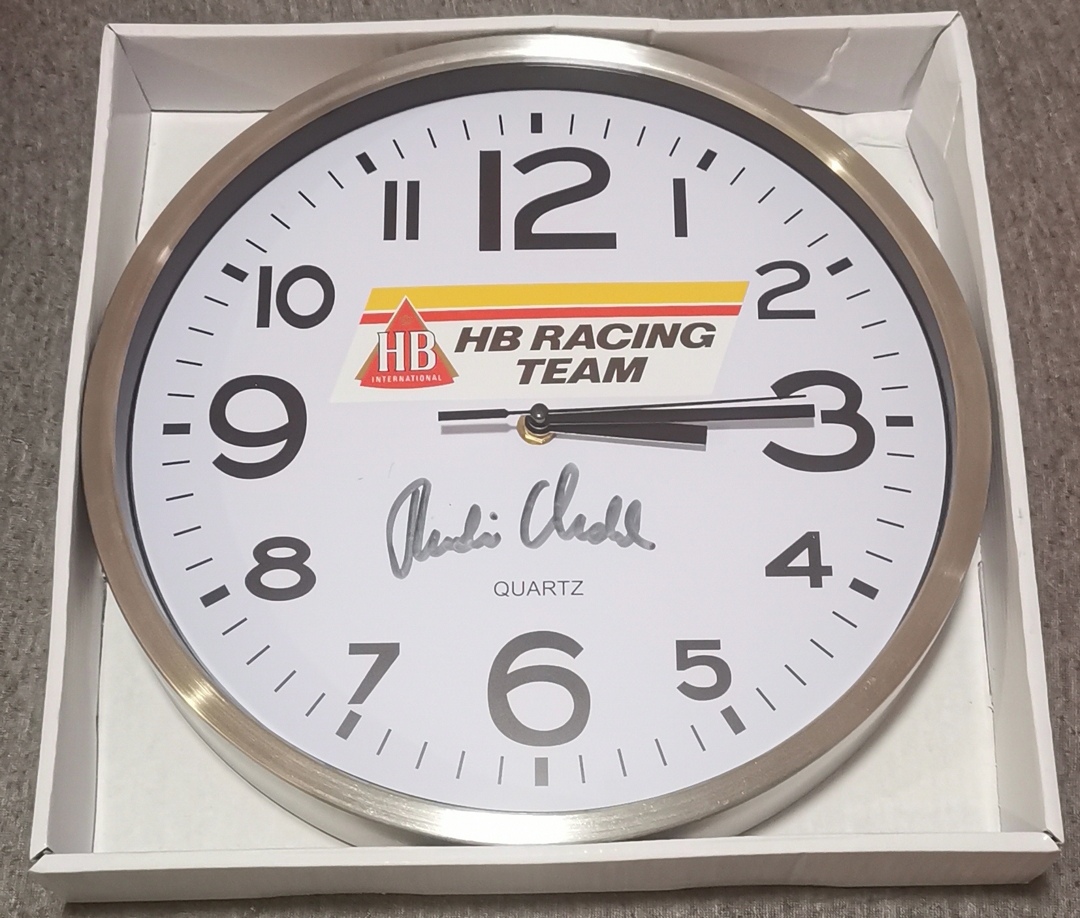 12
11
1
10
2
HB RACING
TEAM
HB
INTERNATIONAL
9
3
8
4
QUARTZ
7
5
6